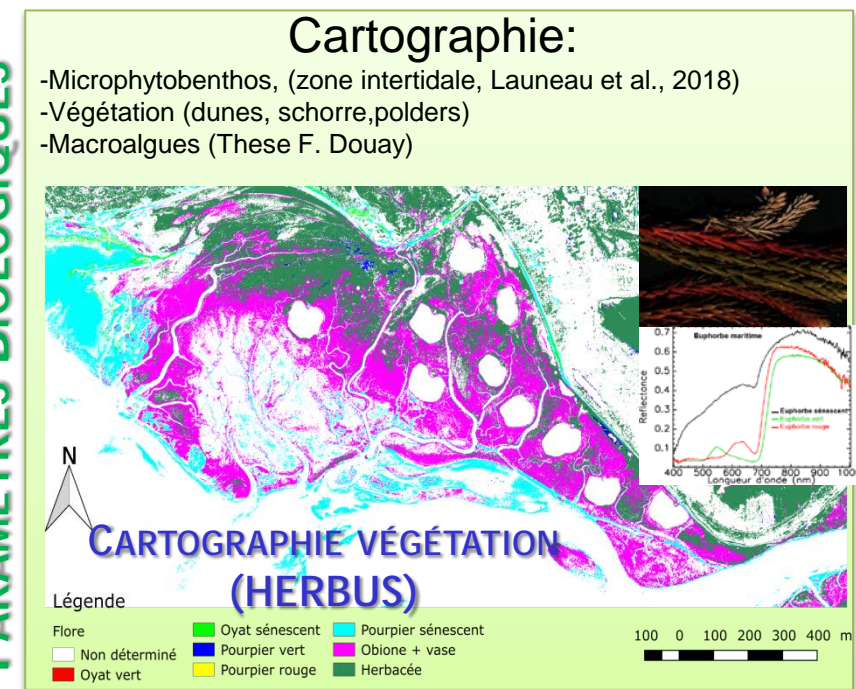 PARAMÈTRES BIOLOGIQUES
Cartographie:
-Microphytobenthos, (zone intertidale, Launeau et al., 2018)
-Végétation (dunes, schorre,polders)
-Macroalgues (These F. Douay)
0.7
0.6
0.5
0.4
0.3
0.2
0.1
Reflectance
Euphorbe maritime
Euphorbe sénescent
Euphorbe vert
Euphorbe rouge
400 500 600 700 800 900 1000
Longueur d'onde (nm)
N
CARTOGRAPHIE VÉGÉTATION
(HERBUS)
Légende
Flore
Non déterminé
Oyat vert
Oyat sénescent
Pourpier vert
Pourpier rouge
Pourpier sénescent
Obione + vase
Herbacée
100 0 100 200 300 400 m